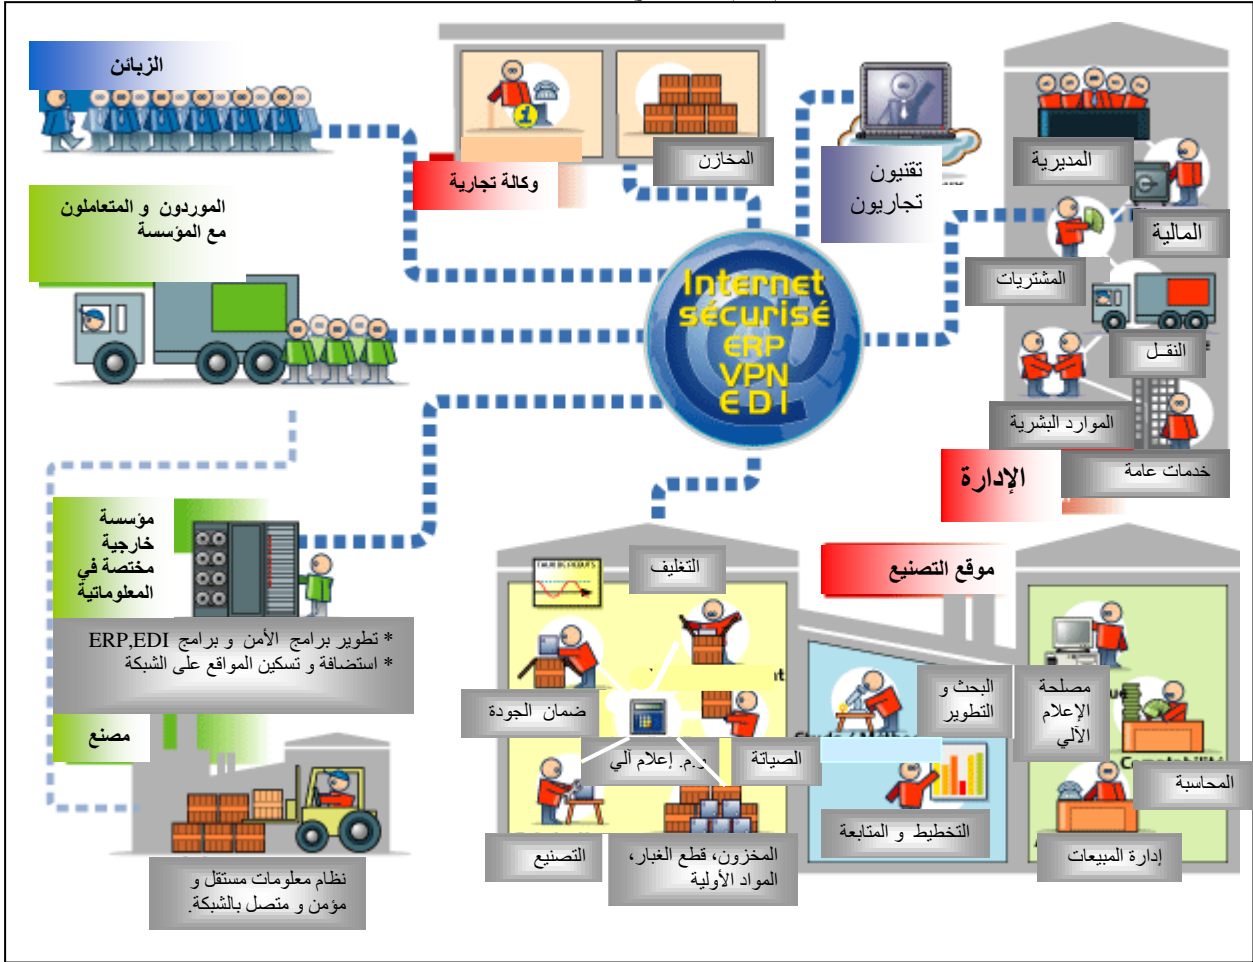 الزبائن
الموردون و المتعاملون
مع المؤسسة
وكالة تجارية
المخازن
تقنيون
تجاريون
المديرية
المالية
المشتريات
النقــل
الموارد البشرية
خدمات عامة
الإدارة
Internet
sécurisé
ERP
VPN
EDI
مؤسسة
خارجية
مختصة في
المعلوماتية
* تطوير برامج الأمن و برامج ERP,EDI
* استضافة و تسكين المواقع على الشبكة
مصنع
نظام معلومات مستقل و
مؤمن و متصل بالشبكة.
موقع التصنيع
التغليف
ضمان الجودة
و.م. إعلام آلي
الصياتة
التصنيع
المخزون، قطع الغبار،
المواد الأولية
البحث و
التطوير
التخطيط و المتابعة
مصلحة
الإعلام
الآلي
المحاسبة
إدارة المبيعات